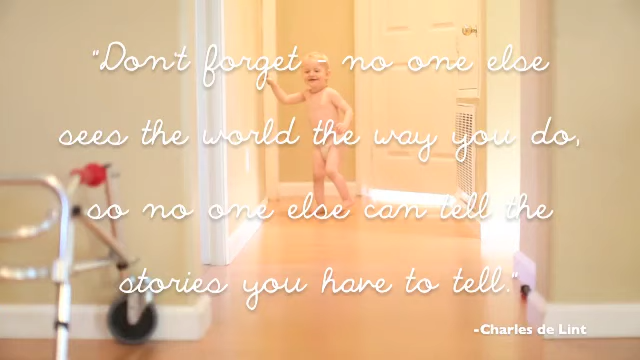 "Don't forget - no one else
sees the world the way you do,
so no one else can tell the
stories you have to tell."
-Charles de Lint